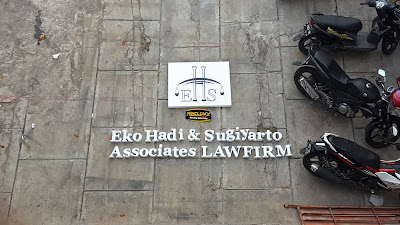 EHS
Eko Hadi & Sugiyarto
Associates LAWFIRM